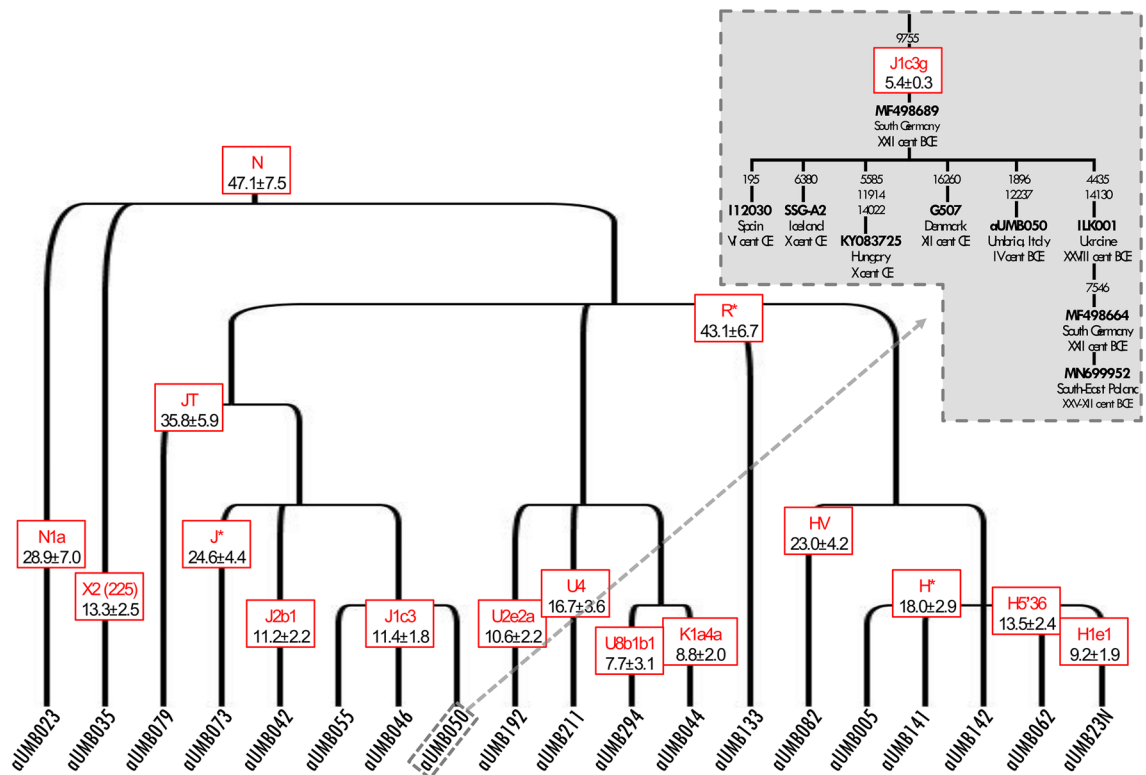 9755
J1c3g
5.4±0.3
MF498689
South Germany
XXII cent BCE
195
6380
5585
16260
1896
4435
11914
12237
14130
14022
I12030
SSG-A2
G507
aUMB050
ILK001
Spain
Iceland
Denmark
Umbria, Italy
Ukraine
VI cent CE
X cent CE
XII cent CE
IV cent BCE
XXVIII cent BCE
KY083725
Hungary
X cent CE
7546
MF498664
South Germany
XXII cent BCE
MN699952
South-East Poland
XXV-XII cent BCE
N
47.1±7.5
R*
43.1±6.7
JT
35.8±5.9
N1a
28.9±7.0
J*
24.6±4.4
HV
23.0±4.2
X2 (225)
13.3±2.5
U4
16.7±3.6
H*
18.0±2.9
J2b1
11.2±2.2
J1c3
11.4±1.8
U2e2a
10.6±2.2
H5'36
13.5±2.4
U8b1b1
7.7±3.1
K1a4a
8.8±2.0
H1e1
9.2±1.9
aUMB023
aUMB035
aUMB079
aUMB073
aUMB042
aUMB055
aUMB046
aUMB050
aUMB192
aUMB211
aUMB294
aUMB044
aUMB133
aUMB082
aUMB005
aUMB141
aUMB142
aUMB062
aUMB223N